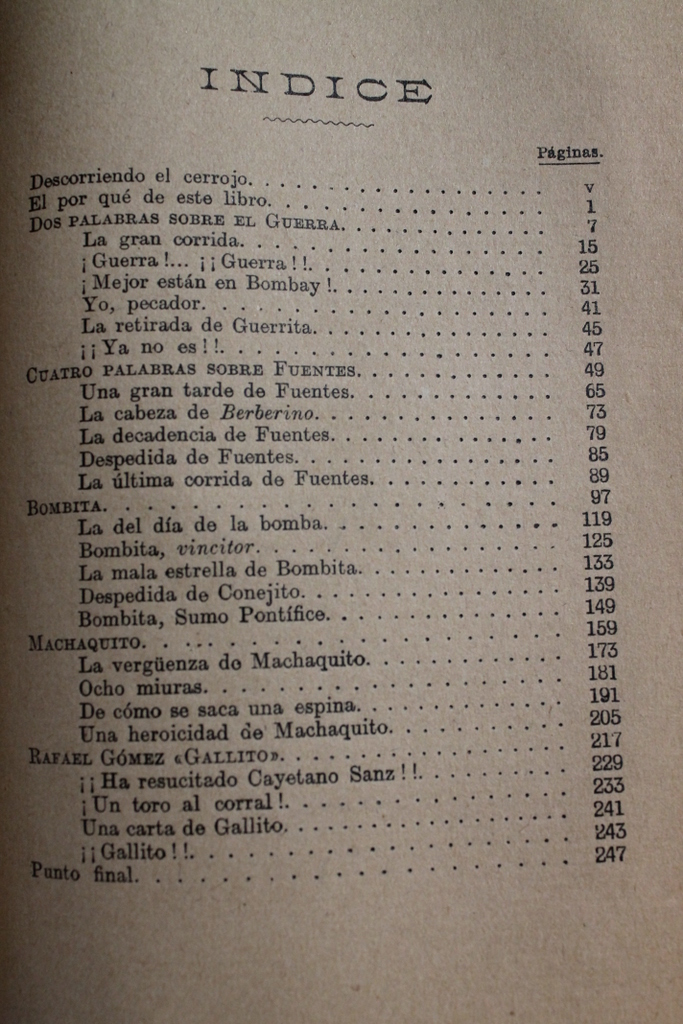 INDICE
Páginas.
Descorriendo el cerrojo. . . . . . . . . . . . . . . . V
El por qué de este libro. . . . . . . . . . . . . . . 1
DOS PALABRAS SOBRE EL GUERRA. . . . . . . . . . . 7
La gran corrida. . . . . . . . . . . . . . . . 15
¡Guerra!... ¡¡Guerra!!. . . . . . . . . . . . . 25
¡Mejor están en Bombay!. . . . . . . . . . . . 31
Yo, pecador. . . . . . . . . . . . . . . . . . 41
La retirada de Guerrita. . . . . . . . . . . . . 45
¡¡Ya no es!!. . . . . . . . . . . . . . . . . 47
CUATRO PALABRAS SOBRE FUENTES. . . . . . . . . . 49
Una gran tarde de Fuentes. . . . . . . . . . . 65
La cabeza de Berberino. . . . . . . . . . . . . 73
La decadencia de Fuentes. . . . . . . . . . . . 79
Despedida de Fuentes. . . . . . . . . . . . . . 85
La última corrida de Fuentes. . . . . . . . . . 89
BOMBITA. . . . . . . . . . . . . . . . . . . . 97
La del día de la bomba. . . . . . . . . . . . . 119
Bombita, vincitor. . . . . . . . . . . . . . . . 125
La mala estrella de Bombita. . . . . . . . . . . 133
Despedida de Conejito. . . . . . . . . . . . . . 139
Bombita, Sumo Pontífice. . . . . . . . . . . . . 149
MACHAQUITO. . . . . . . . . . . . . . . . . . . 159
La vergüenza de Machaquito. . . . . . . . . . . 173
Ocho miuras. . . . . . . . . . . . . . . . . . 181
De cómo se saca una espina. . . . . . . . . . . 191
Una heroicidad de Machaquito. . . . . . . . . . 205
RAFAEL GÓMEZ «GALLITO». . . . . . . . . . . . . . 217
¡¡Ha resucitado Cayetano Sanz!!. . . . . . . . . 229
¡Un toro al corral!. . . . . . . . . . . . . . . 233
Una carta de Gallito. . . . . . . . . . . . . . 241
¡¡Gallito!!. . . . . . . . . . . . . . . . . . 243
Punto final. . . . . . . . . . . . . . . . . . . 247